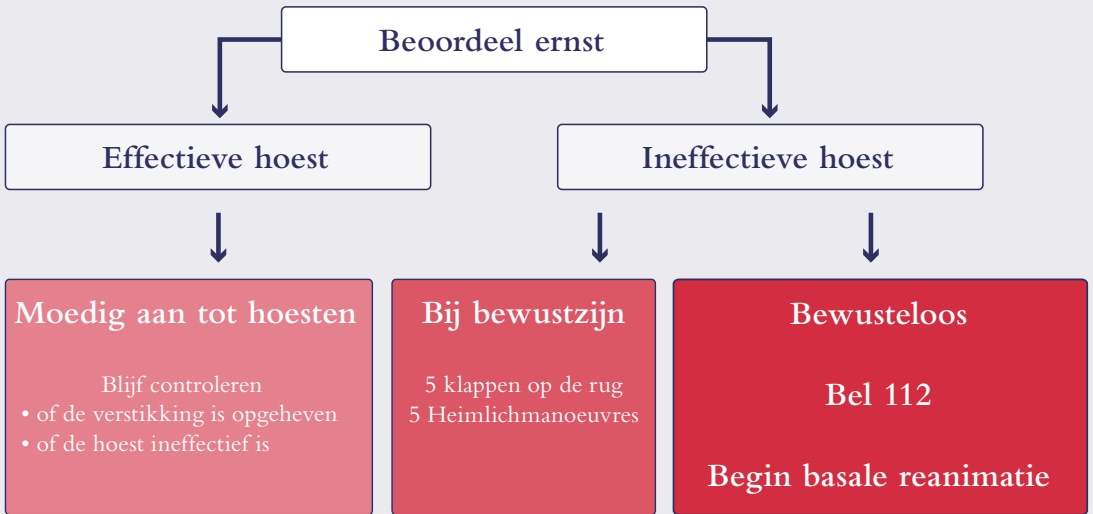 Beoordeel ernst
Effectieve hoest
Ineffectieve hoest
Moedig aan tot hoesten
Blijf controleren
• of de verstikking is opgeheven
• of de hoest ineffectief is
Bij bewustzijn
5 klappen op de rug
5 Heimlichmanoeuvres
Bewusteloos
Bel 112
Begin basale reanimatie